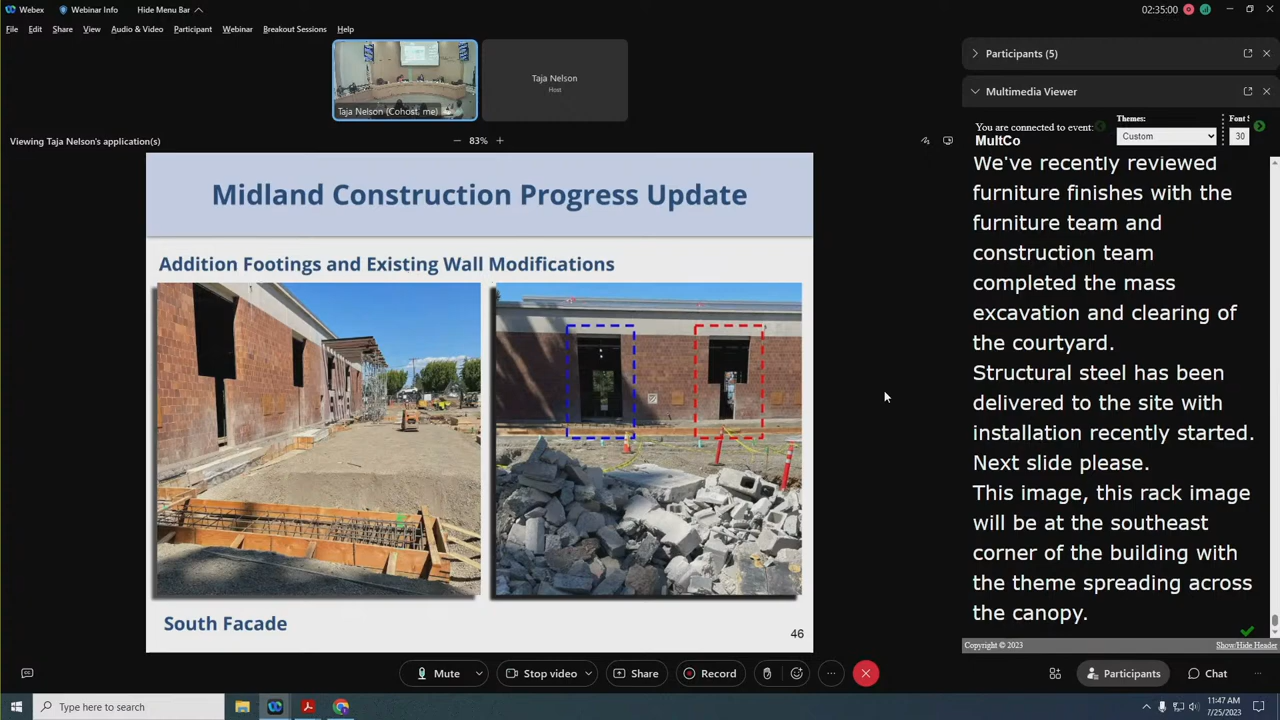 Webex
Webinar Info
Hide Menu Bar
02:35:00
File
Edit
Share
View
Audio & Video
Participant
Webinar
Breakout Sessions
Help
Taja Nelson (Cohost, me)
Taja Nelson
Host
Viewing Taja Nelson's application(s)
83%
Midland Construction Progress Update
Addition Footings and Existing Wall Modifications
South Facade
46
Participants (5)
Multimedia Viewer
You are connected to event:
MultCo
Themes:
Custom
Font
30
We've recently reviewed
furniture finishes with the
furniture team and
construction team
completed the mass
excavation and clearing of
the courtyard.
Structural steel has been
delivered to the site with
installation recently started.
Next slide please.
This image, this rack image
will be at the southeast
corner of the building with
the theme spreading across
the canopy.
Copyright © 2023
Show/Hide Header
Mute
Stop video
Share
Record
Participants
Chat
Type here to search
11:47 AM
7/25/2023